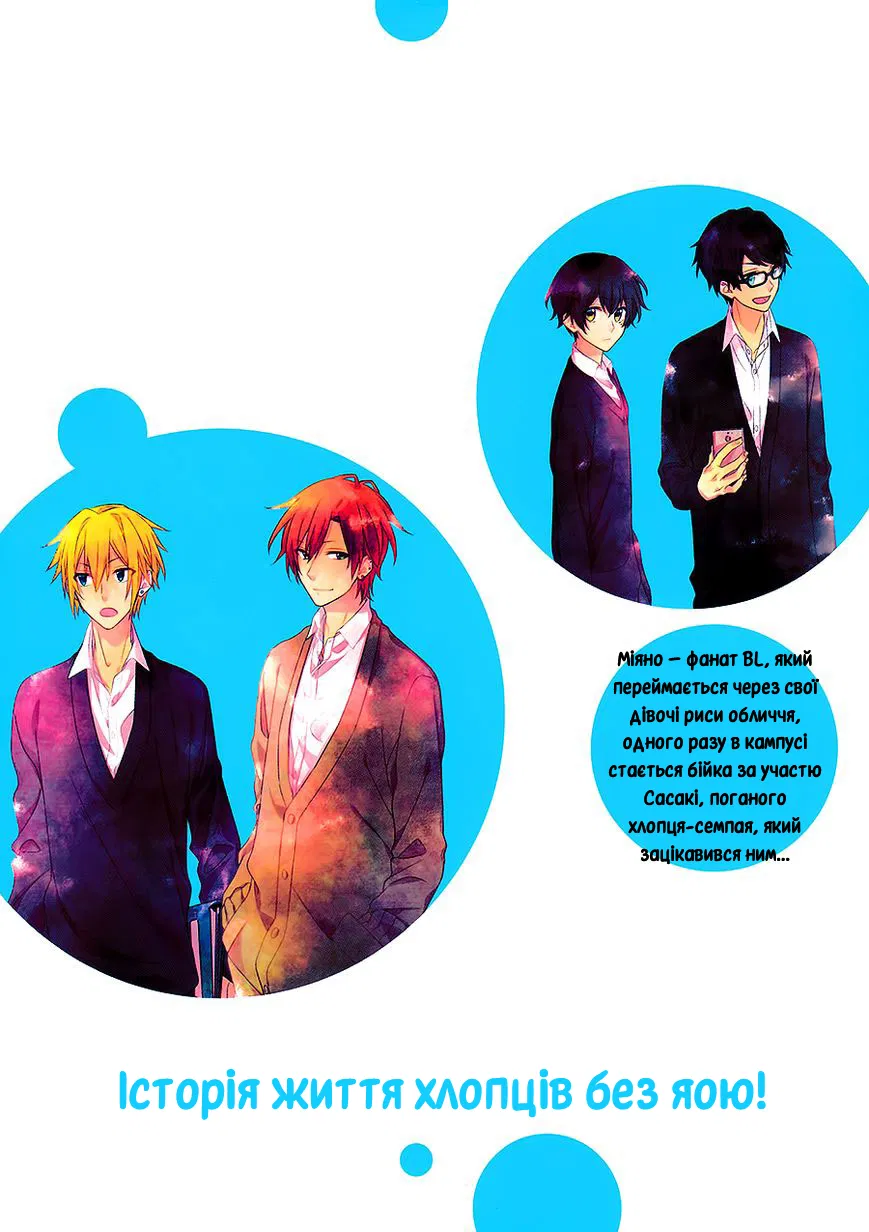 Міяно – фанат BL, який
переймається через свої
дівочі риси обличчя,
одного разу в кампусі
стається бійка за участю
Сасакі, поганого
хлопця-семпая, який
зацікавився ним...
Історія життя хлопців без яою!